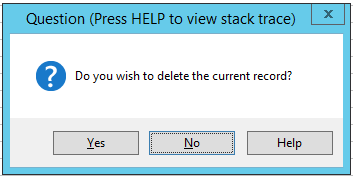 Question (Press HELP to view stack trace)
x
?
Do you wish to delete the current record?
Yes
No
Help